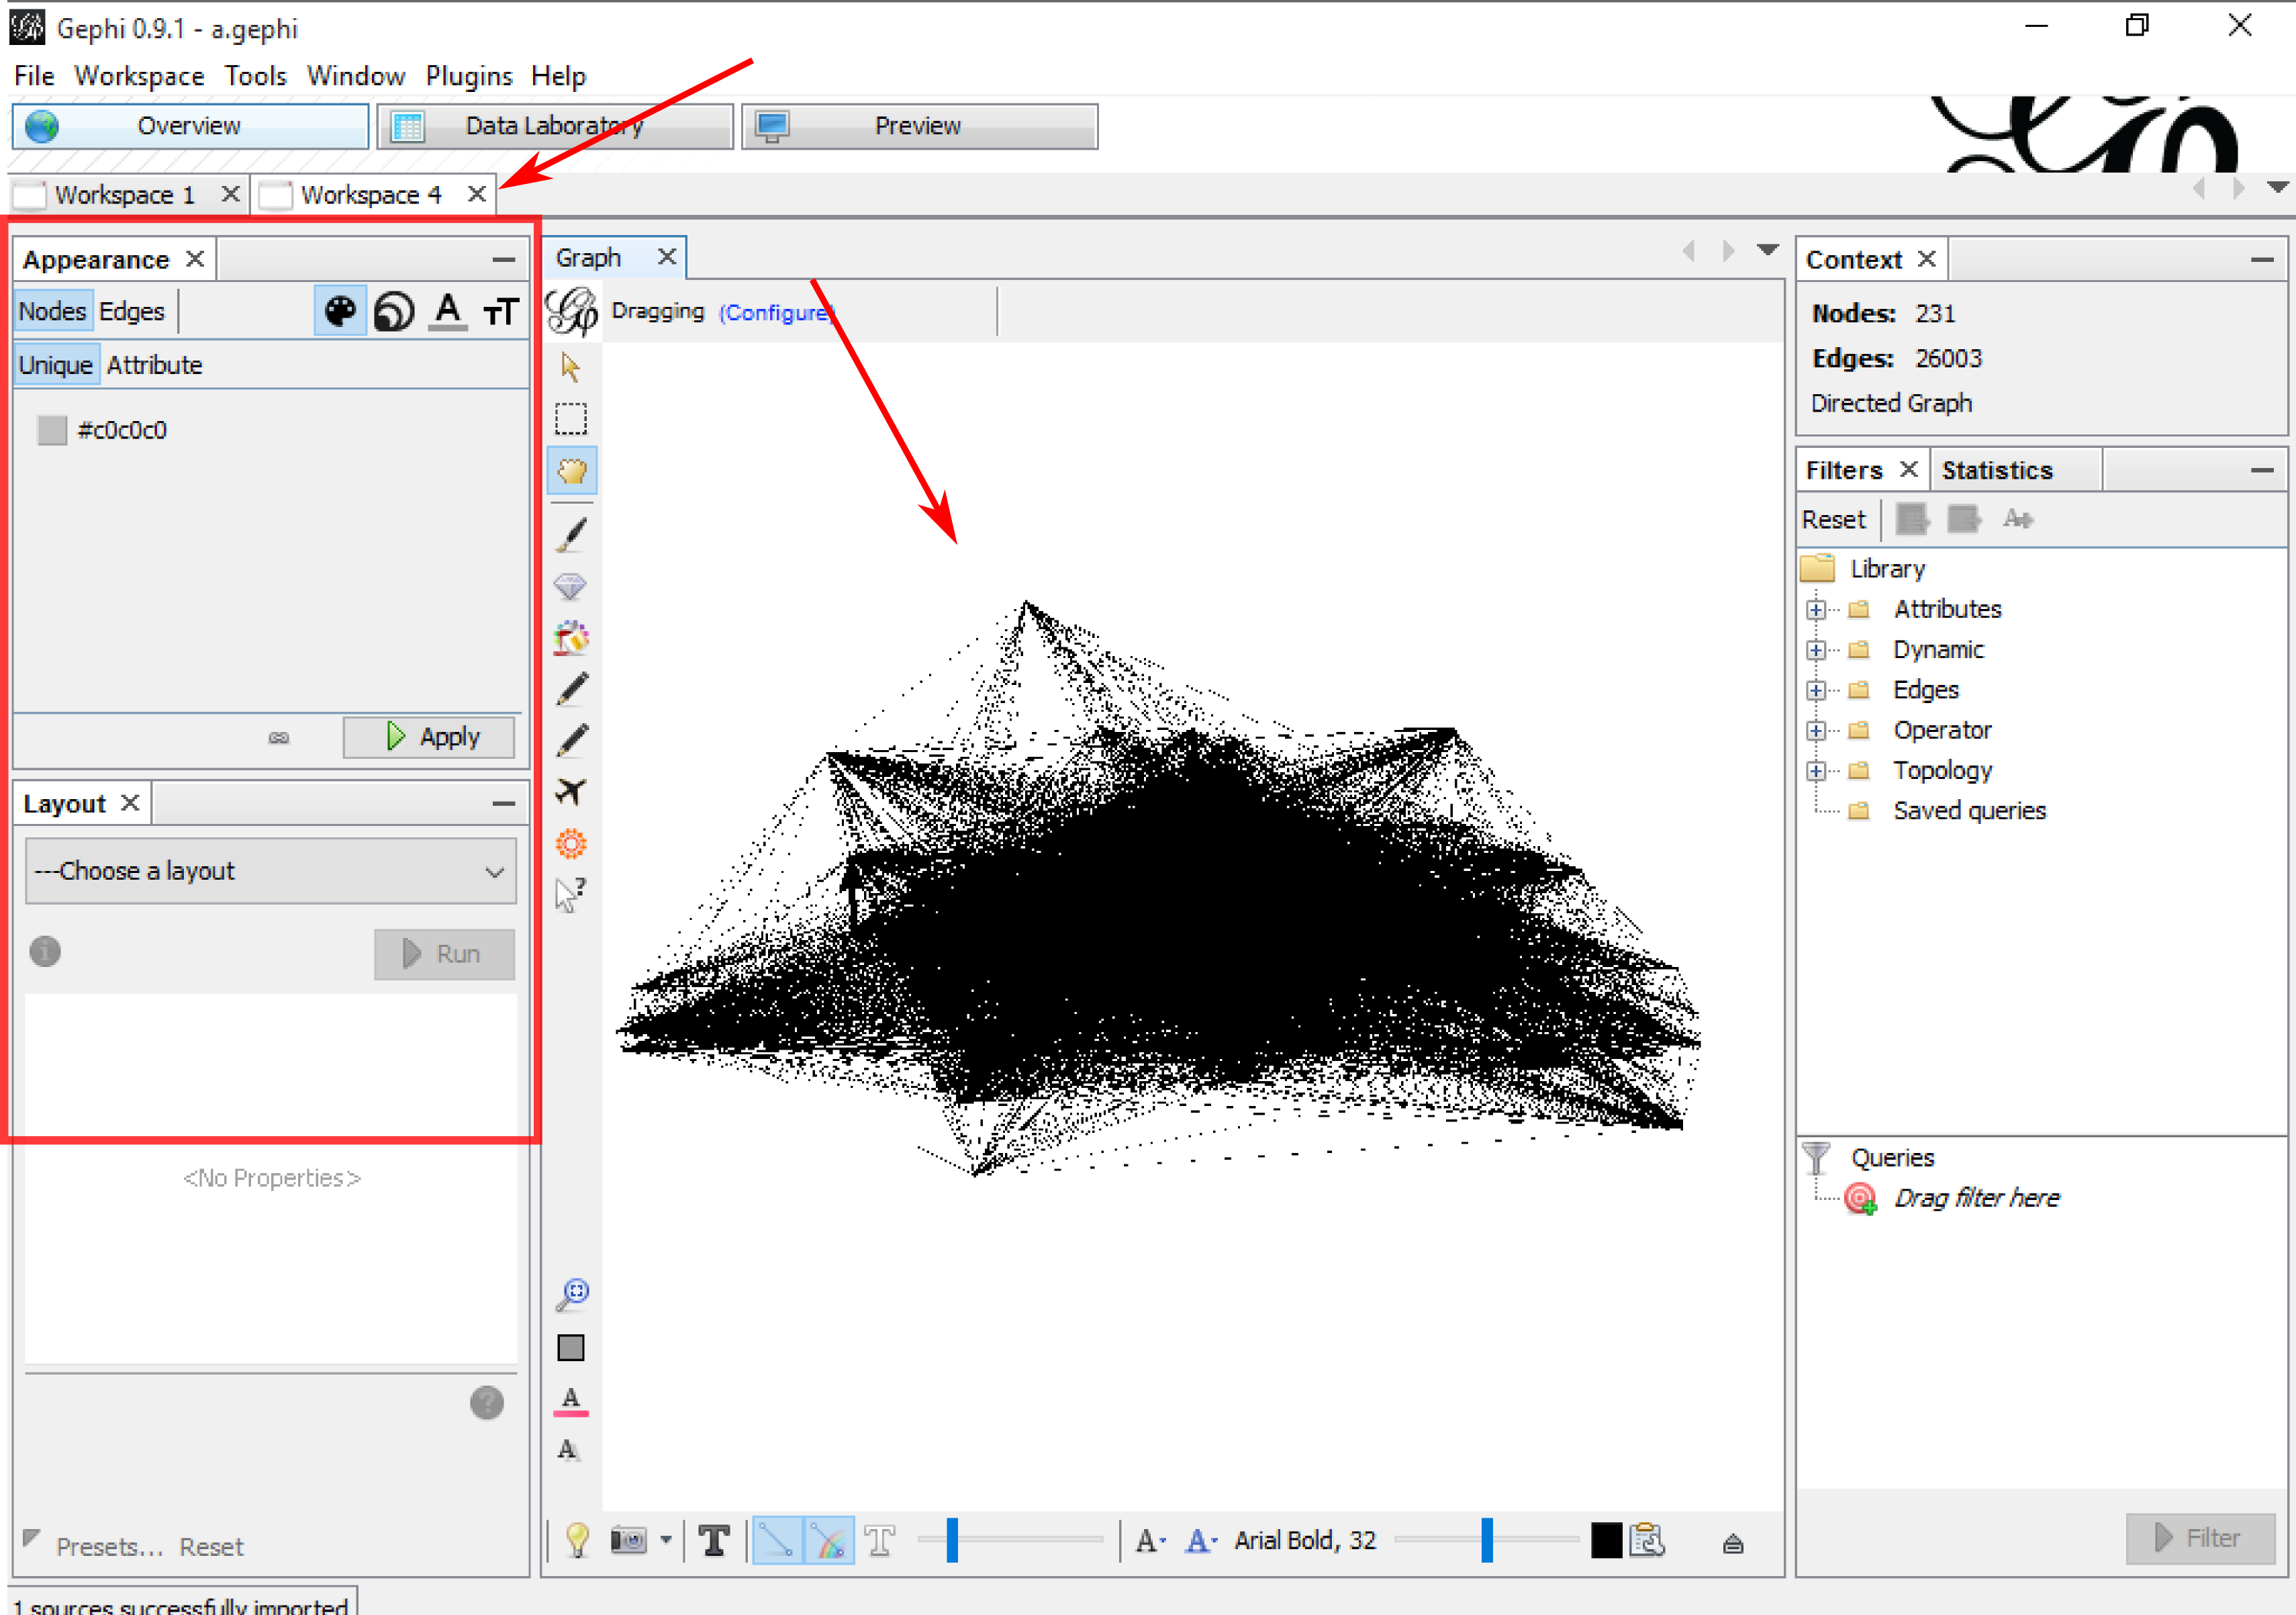 Gephi 0.9.1 - a.gephi
File Workspace Tools Window Plugins Help
Overview Data Laboratory Preview
Workspace 1 Workspace 4
Appearance
Nodes Edges
Unique Attribute
#c0c0c0
Apply
Layout
---Choose a layout
Run
<No Properties>
Presets... Reset
Graph
Dragging (Configure)
Arial Bold, 32
Context
Nodes: 231
Edges: 26003
Directed Graph
Filters Statistics
Reset
Library
Attributes
Dynamic
Edges
Operator
Topology
Saved queries
Queries
Drag filter here
Filter
1 sources successfully imported